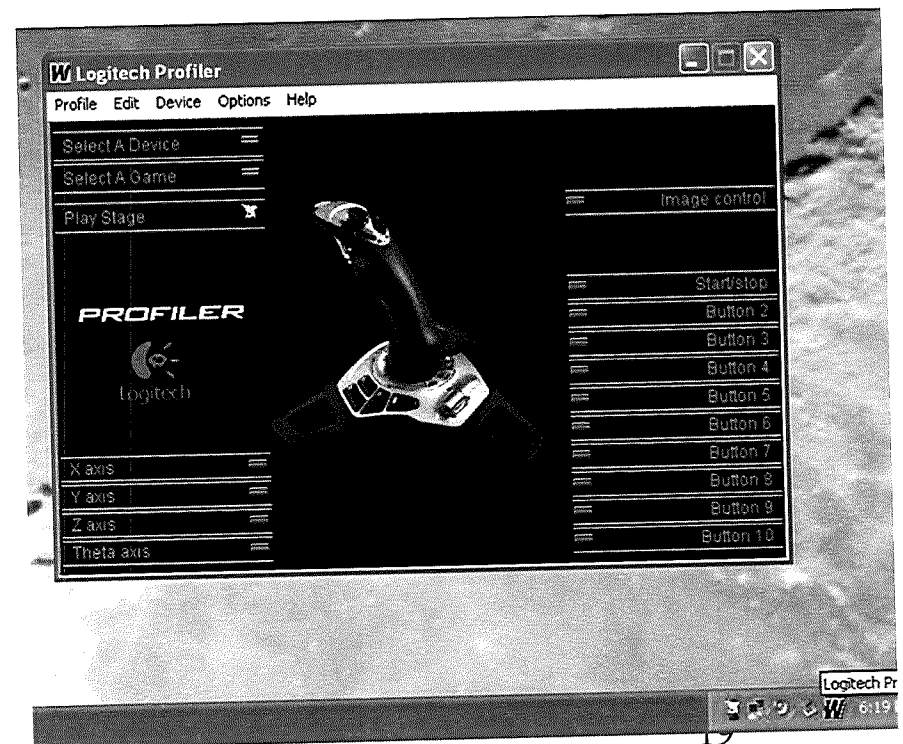 Logitech Profiler
Profile Edit Device Options Help
Select A Device
Select A Game
Play Stage
PROFILER
Logitech
X axis
Y axis
Z axis
Theta axis
Image control
Start/stop
Button 2
Button 3
Button 4
Button 5
Button 6
Button 7
Button 8
Button 9
Button 10
Logitech Pr
6:19
19